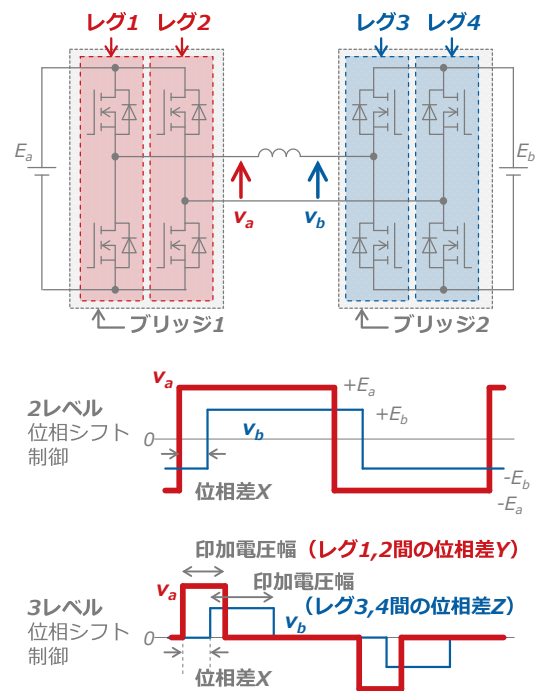 レグ1 レグ2 レグ3 レグ4
Ea Eb
va vb
ブリッジ1 ブリッジ2
va
+Ea
2レベル
位相シフト
制御
+Eb
vb
0
-Eb
-Ea
位相差X
印加電圧幅（レグ1,2間の位相差Y）
印加電圧幅
va
（レグ3,4間の位相差Z）
3レベル
位相シフト
制御
vb
0
位相差X